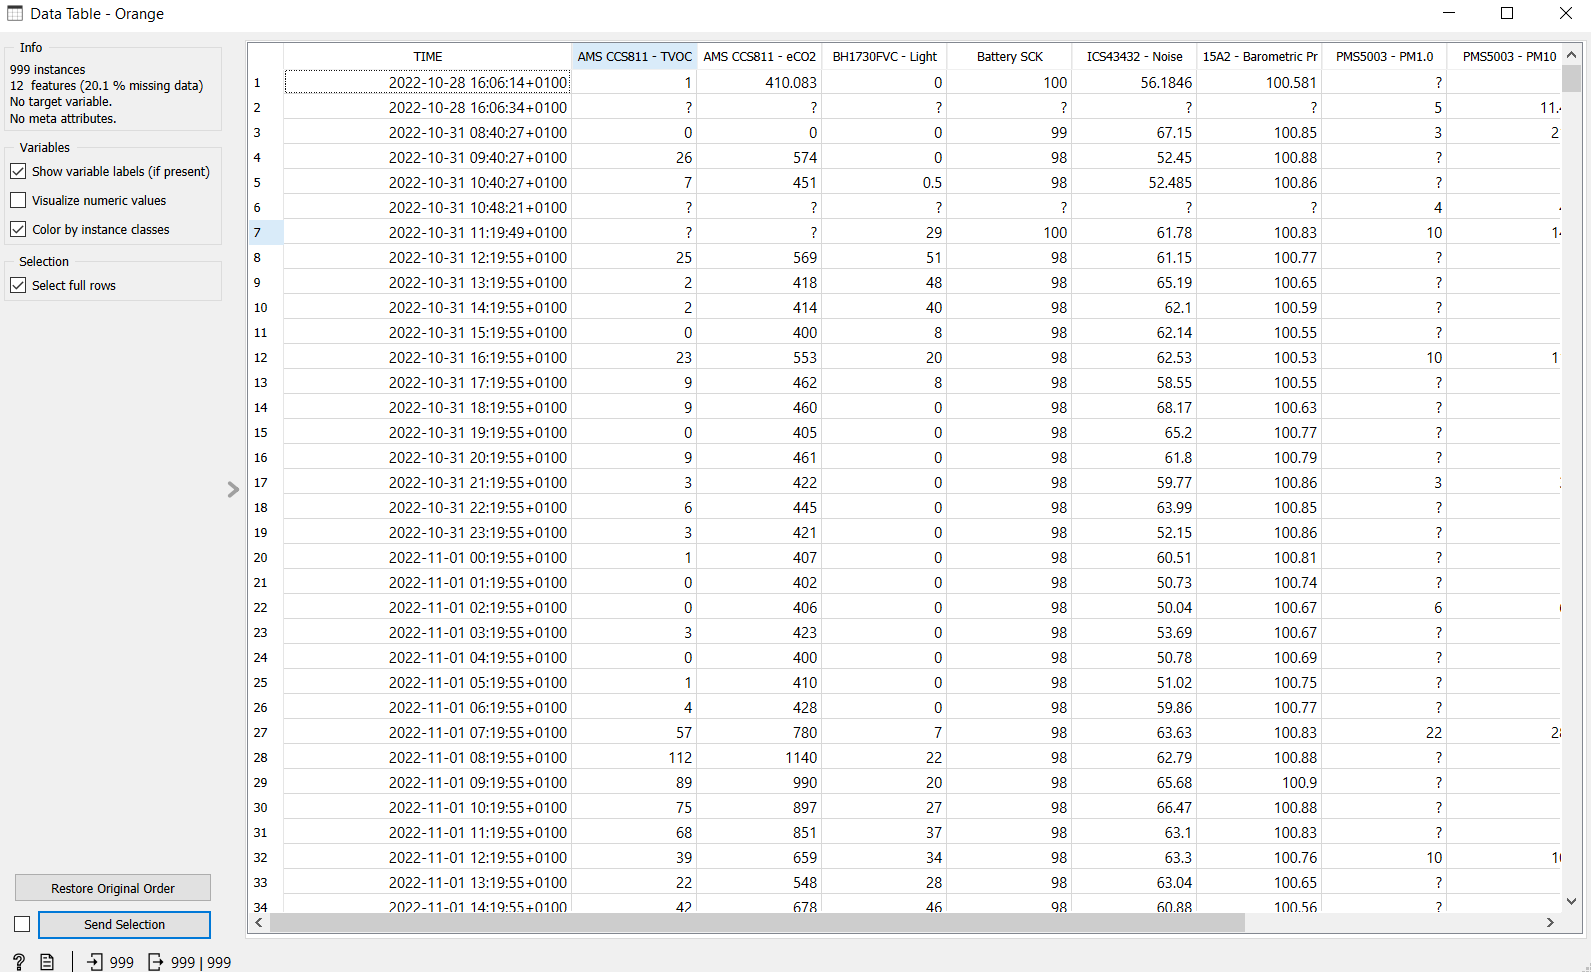 Data Table - Orange
Info
999 instances
12 features (20.1 % missing data)
No target variable.
No meta attributes.
Variables
Show variable labels (if present)
Visualize numeric values
Color by instance classes
Selection
Select full rows
TIME AMS CCS811 - TVOC AMS CCS811 - eCO2 BH1730FVC - Light Battery SCK ICS43432 - Noise 15A2 - Barometric Pr PMS5003 - PM1.0 PMS5003 - PM10
1 2022-10-28 16:06:14+0100 1 410.083 0 100 56.1846 100.581 ?
2 2022-10-28 16:06:34+0100 ? ? ? ? ? ? 5 11.
3 2022-10-31 08:40:27+0100 0 0 0 99 67.15 100.85 3 2
4 2022-10-31 09:40:27+0100 26 574 0 98 52.45 100.88 ?
5 2022-10-31 10:40:27+0100 7 451 0.5 98 52.485 100.86 ?
6 2022-10-31 10:48:21+0100 ? ? ? ? ? ? 4
7 2022-10-31 11:19:49+0100 ? ? 29 100 61.78 100.83 10 1
8 2022-10-31 12:19:55+0100 25 569 51 98 61.15 100.77 ?
9 2022-10-31 13:19:55+0100 2 418 48 98 65.19 100.65 ?
10 2022-10-31 14:19:55+0100 2 414 40 98 62.1 100.59 ?
11 2022-10-31 15:19:55+0100 0 400 8 98 62.14 100.55 ?
12 2022-10-31 16:19:55+0100 23 553 20 98 62.53 100.53 10 1
13 2022-10-31 17:19:55+0100 9 462 8 98 58.55 100.55 ?
14 2022-10-31 18:19:55+0100 9 460 0 98 68.17 100.63 ?
15 2022-10-31 19:19:55+0100 0 405 0 98 65.2 100.77 ?
16 2022-10-31 20:19:55+0100 9 461 0 98 61.8 100.79 ?
17 2022-10-31 21:19:55+0100 3 422 0 98 59.77 100.86 3
18 2022-10-31 22:19:55+0100 6 445 0 98 63.99 100.85 ?
19 2022-10-31 23:19:55+0100 3 421 0 98 52.15 100.86 ?
20 2022-11-01 00:19:55+0100 1 407 0 98 60.51 100.81 ?
21 2022-11-01 01:19:55+0100 0 402 0 98 50.73 100.74 ?
22 2022-11-01 02:19:55+0100 0 406 0 98 50.04 100.67 6
23 2022-11-01 03:19:55+0100 3 423 0 98 53.69 100.67 ?
24 2022-11-01 04:19:55+0100 0 400 0 98 50.78 100.69 ?
25 2022-11-01 05:19:55+0100 1 410 0 98 51.02 100.75 ?
26 2022-11-01 06:19:55+0100 4 428 0 98 59.86 100.77 ?
27 2022-11-01 07:19:55+0100 57 780 7 98 63.63 100.83 22 2
28 2022-11-01 08:19:55+0100 112 1140 22 98 62.79 100.88 ?
29 2022-11-01 09:19:55+0100 89 990 20 98 65.68 100.9 ?
30 2022-11-01 10:19:55+0100 75 897 27 98 66.47 100.88 ?
31 2022-11-01 11:19:55+0100 68 851 37 98 63.1 100.83 ?
32 2022-11-01 12:19:55+0100 39 659 34 98 63.3 100.76 10 1
33 2022-11-01 13:19:55+0100 22 548 28 98 63.04 100.65 ?
34 2022-11-01 14:19:55+0100 42 678 46 98 60.88 100.56 ?
Restore Original Order
Send Selection
? 999 999 | 999